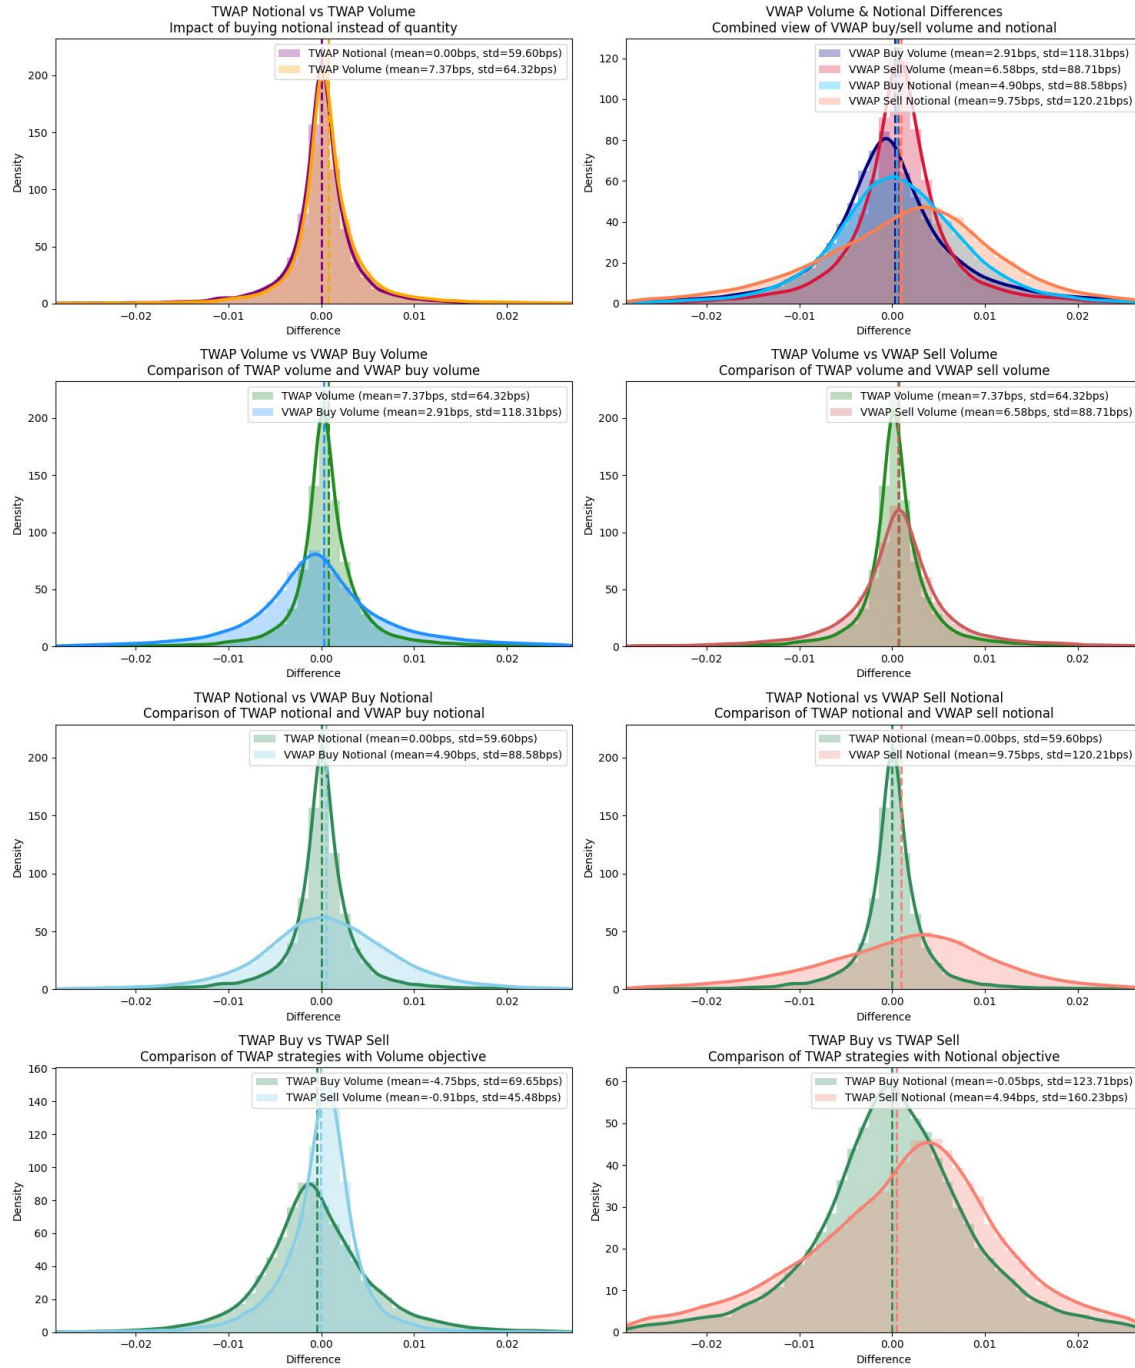 TWAP Notional vs TWAP Volume
Impact of buying notional instead of quantity
TWAP Notional (mean=0.00bps, std=59.60bps)
TWAP Volume (mean=7.37bps, std=64.32bps)
200
150
100
50
0
Density
−0.02
−0.01
0.00
0.01
0.02
Difference
VWAP Volume & Notional Differences
Combined view of VWAP buy/sell volume and notional
VWAP Buy Volume (mean=2.91bps, std=118.31bps)
VWAP Sell Volume (mean=6.58bps, std=88.71bps)
VWAP Buy Notional (mean=4.90bps, std=88.58bps)
VWAP Sell Notional (mean=9.75bps, std=120.21bps)
120
100
80
60
40
20
0
Density
−0.02
−0.01
0.00
0.01
0.02
Difference
TWAP Volume vs VWAP Buy Volume
Comparison of TWAP volume and VWAP buy volume
TWAP Volume (mean=7.37bps, std=64.32bps)
VWAP Buy Volume (mean=2.91bps, std=118.31bps)
200
150
100
50
0
Density
−0.02
−0.01
0.00
0.01
0.02
Difference
TWAP Volume vs VWAP Sell Volume
Comparison of TWAP volume and VWAP sell volume
TWAP Volume (mean=7.37bps, std=64.32bps)
VWAP Sell Volume (mean=6.58bps, std=88.71bps)
200
150
100
50
0
Density
−0.02
−0.01
0.00
0.01
0.02
Difference
TWAP Notional vs VWAP Buy Notional
Comparison of TWAP notional and VWAP buy notional
TWAP Notional (mean=0.00bps, std=59.60bps)
VWAP Buy Notional (mean=4.90bps, std=88.58bps)
200
150
100
50
0
Density
−0.02
−0.01
0.00
0.01
0.02
Difference
TWAP Notional vs VWAP Sell Notional
Comparison of TWAP notional and VWAP sell notional
TWAP Notional (mean=0.00bps, std=59.60bps)
VWAP Sell Notional (mean=9.75bps, std=120.21bps)
200
150
100
50
0
Density
−0.02
−0.01
0.00
0.01
0.02
Difference
TWAP Buy vs TWAP Sell
Comparison of TWAP strategies with Volume objective
TWAP Buy Volume (mean=-4.75bps, std=69.65bps)
TWAP Sell Volume (mean=-0.91bps, std=45.48bps)
160
140
120
100
80
60
40
20
0
Density
−0.02
−0.01
0.00
0.01
0.02
Difference
TWAP Buy vs TWAP Sell
Comparison of TWAP strategies with Notional objective
TWAP Buy Notional (mean=-0.05bps, std=123.71bps)
TWAP Sell Notional (mean=4.94bps, std=160.23bps)
60
50
40
30
20
10
0
Density
−0.02
−0.01
0.00
0.01
0.02
Difference